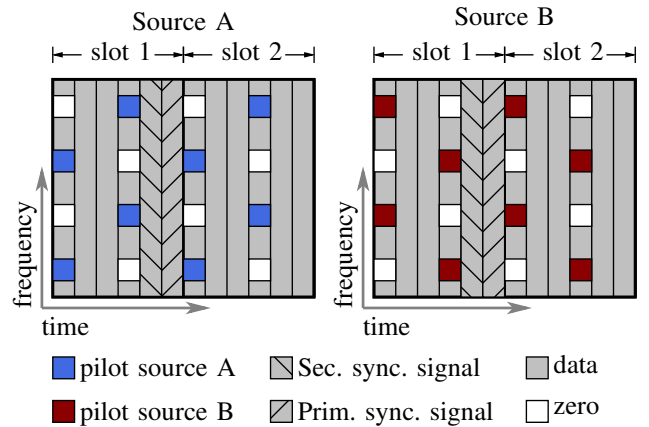 Source A
Source B
slot 1
slot 2
slot 1
slot 2
frequency
time
frequency
time
pilot source A
Sec. sync. signal
data
pilot source B
Prim. sync. signal
zero